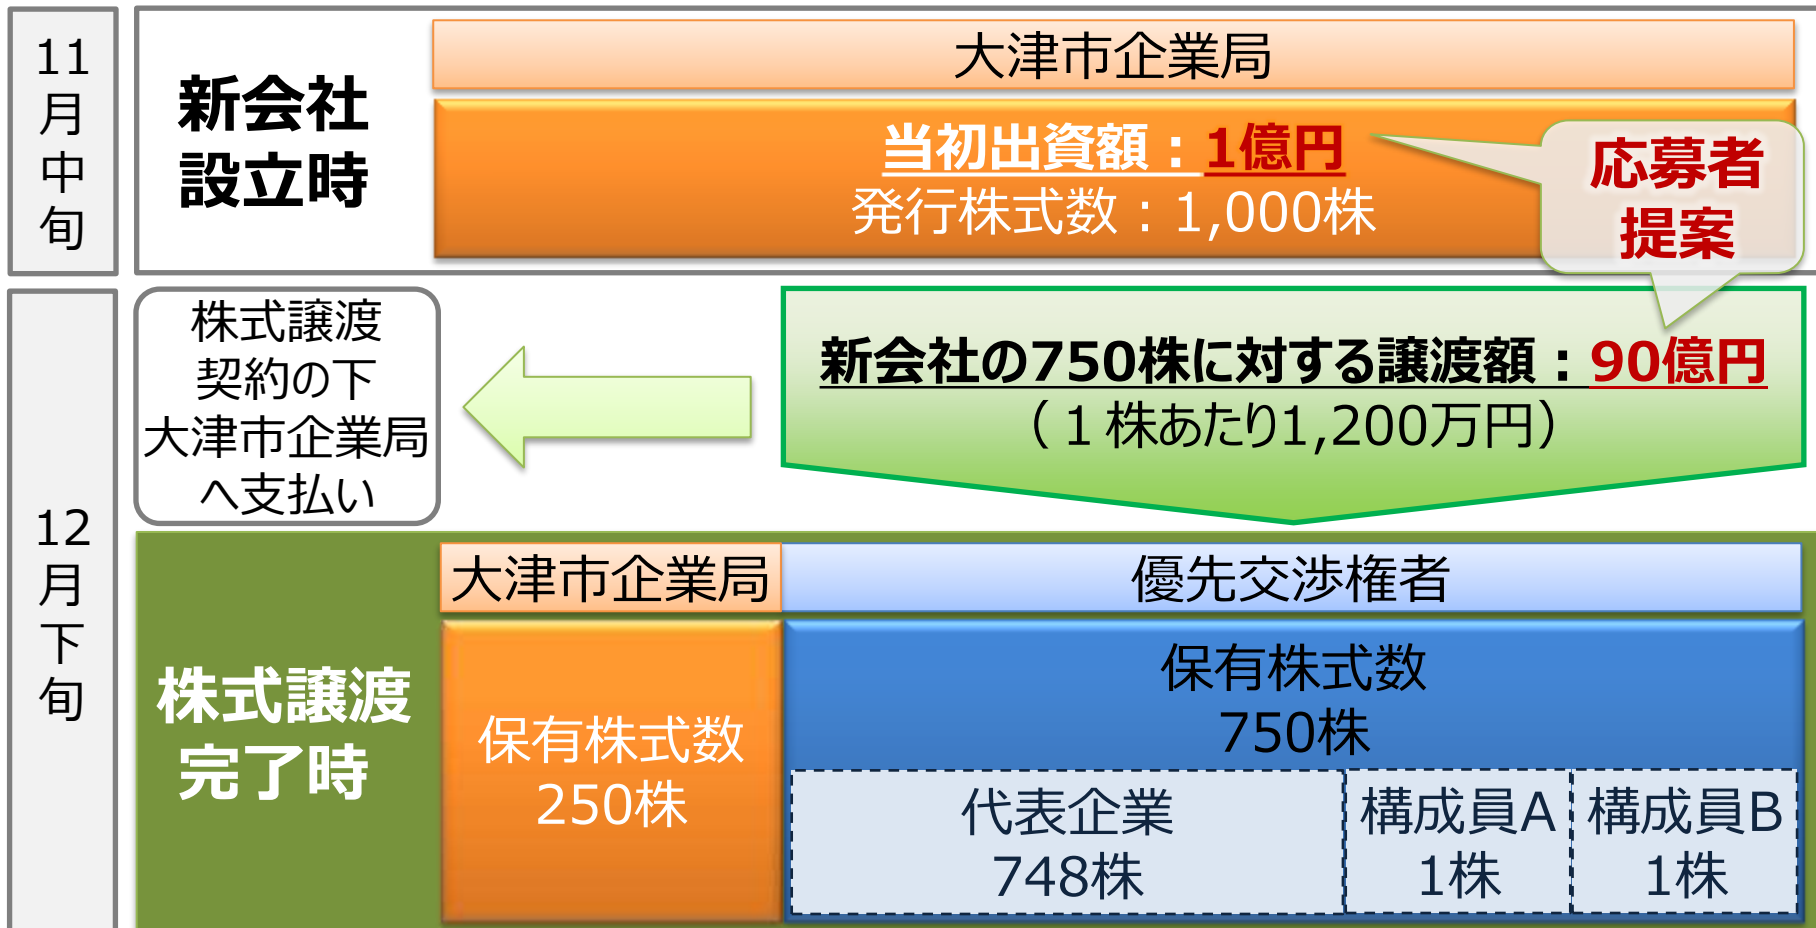 11
月
中
旬
新会社
設立時
大津市企業局
当初出資額：1億円
発行株式数：1,000株
応募者
提案
12
月
下
旬
株式譲渡
契約の下
大津市企業局
へ支払い
新会社の750株に対する譲渡額：90億円
（１株あたり1,200万円）
株式譲渡
完了時
大津市企業局
優先交渉権者
保有株式数
250株
保有株式数
750株
代表企業
748株
構成員A
1株
構成員B
1株